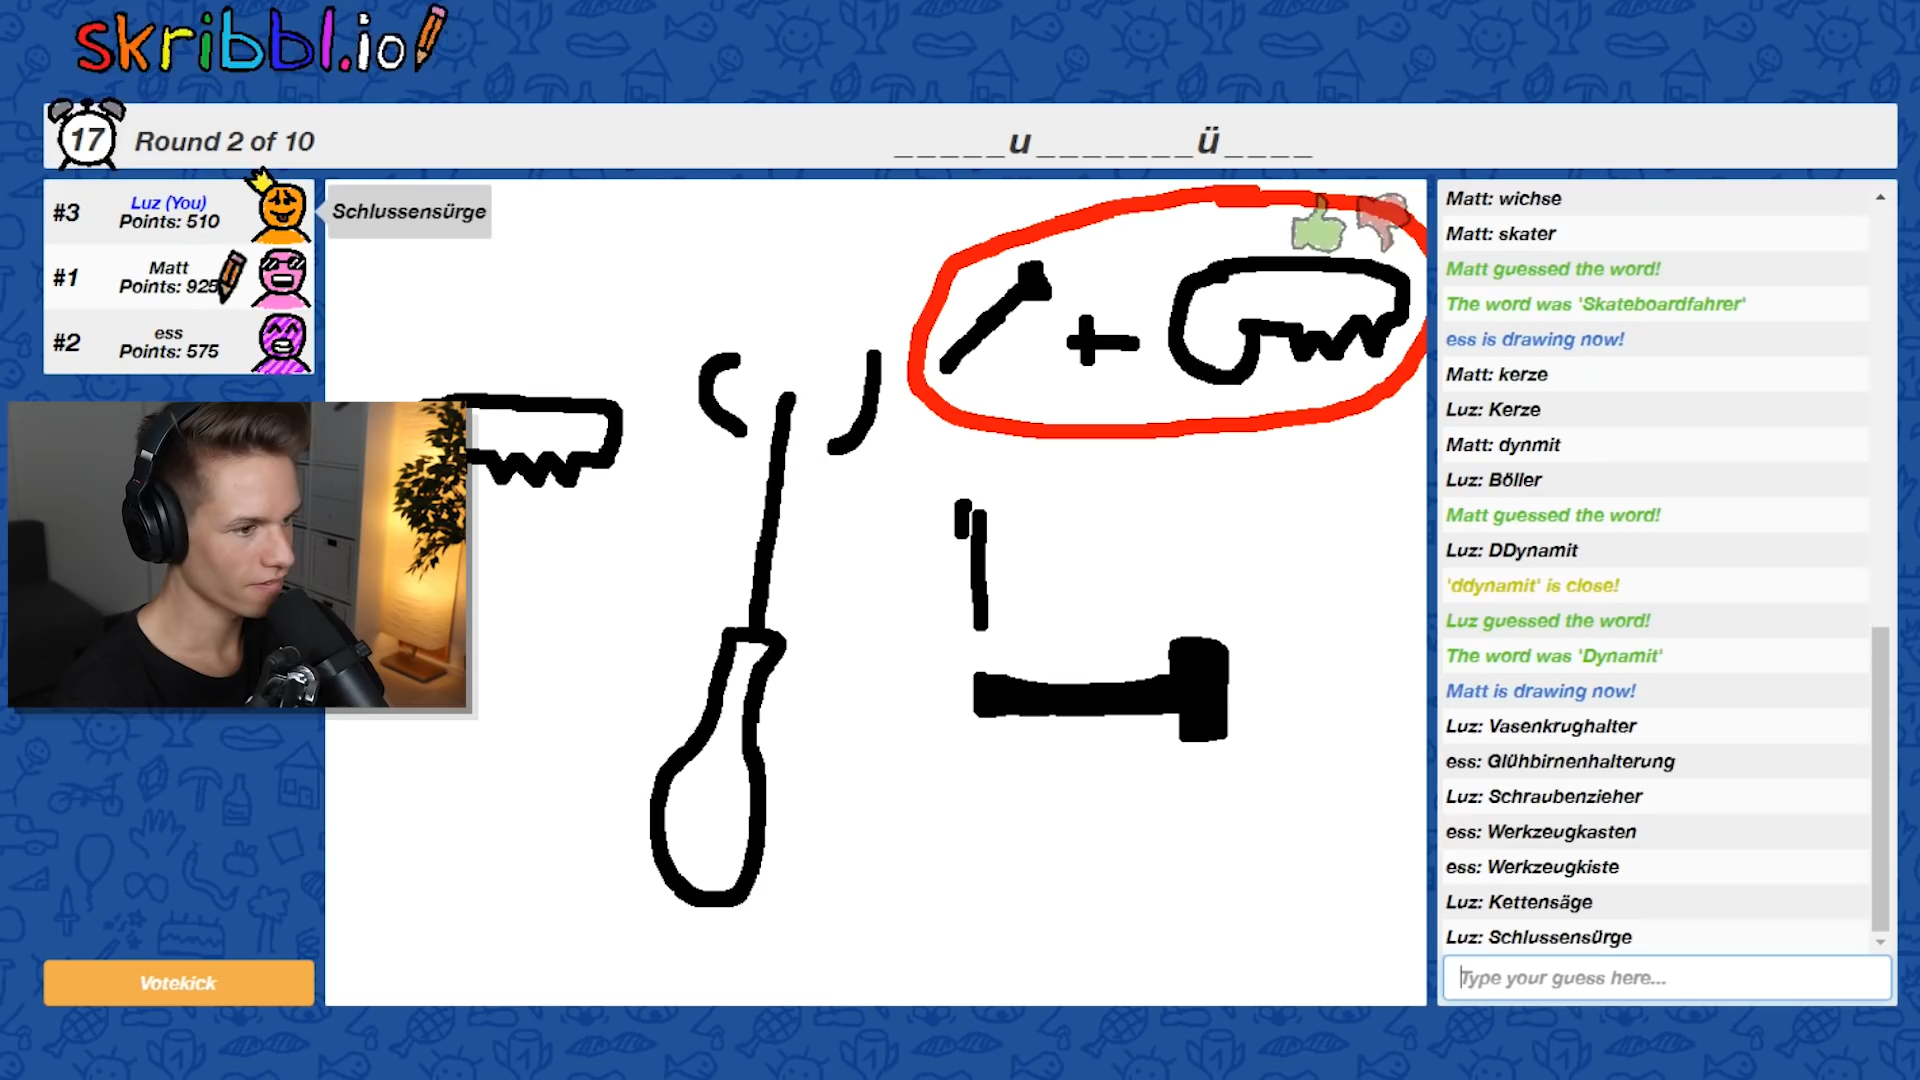 skribbl.io
17
Round 2 of 10
_____u_______ü____
#3
Luz (You)
Points: 510
#1
Matt
Points: 925
#2
ess
Points: 575
Schlussensürge
Matt: wichse
Matt: skater
Matt guessed the word!
The word was 'Skateboardfahrer'
ess is drawing now!
Matt: kerze
Luz: Kerze
Matt: dynmit
Luz: Böller
Matt guessed the word!
Luz: DDynamit
'ddynamit' is close!
Luz guessed the word!
The word was 'Dynamit'
Matt is drawing now!
Luz: Vasenkrughalter
ess: Glühbirnenhalterung
Luz: Schraubenzieher
ess: Werkzeugkasten
ess: Werkzeugkiste
Luz: Kettensäge
Luz: Schlussensürge
Type your guess here...
Votekick